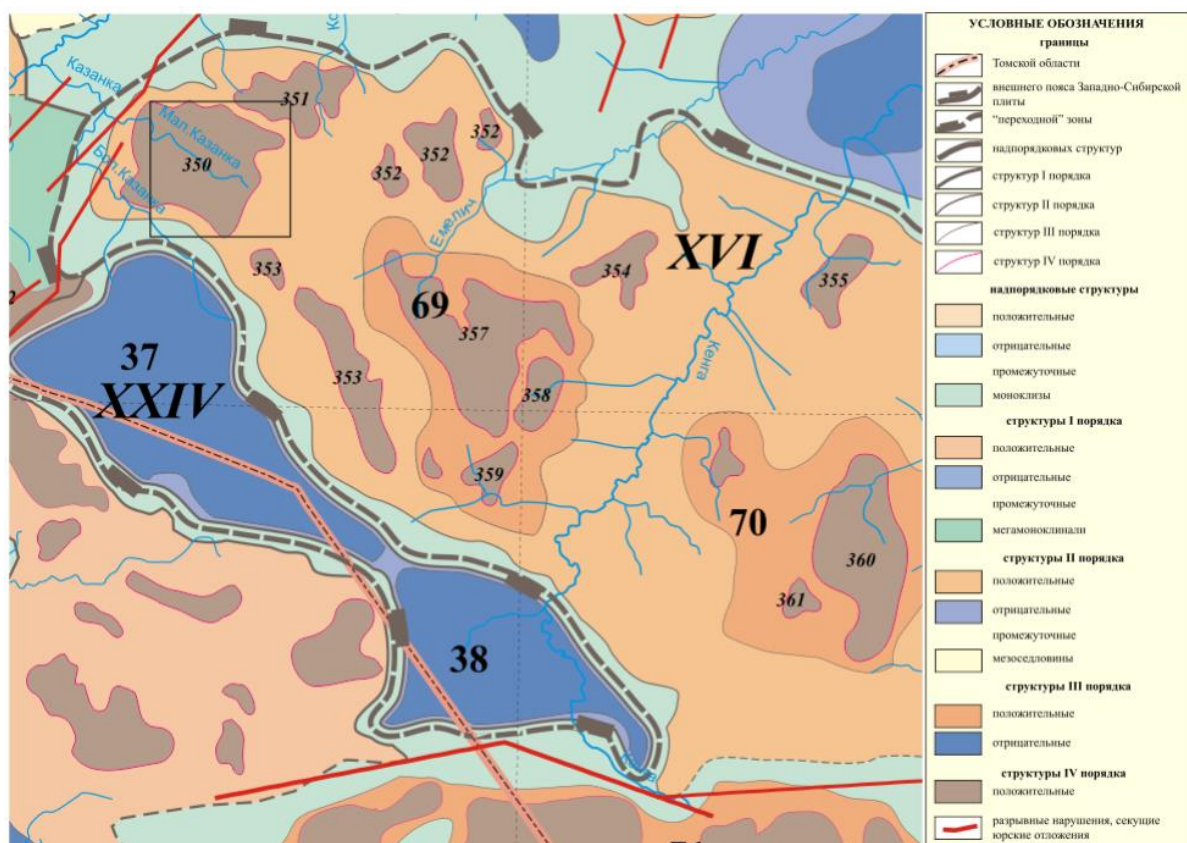 Казанка
Мал.Казанка
Бол.Казанка
351
350
352
352
352
Емелич
XVI
353
354
355
69
357
37
XXIV
353
358
Кенга
359
70
360
361
38
УСЛОВНЫЕ ОБОЗНАЧЕНИЯ
границы
Томской области
внешнего пояса Западно-Сибирской
плиты
“переходной” зоны
надпорядковых структур
структур I порядка
структур II порядка
структур III порядка
структур IV порядка
надпорядковые структуры
положительные
отрицательные
промежуточные
моноклизы
структуры I порядка
положительные
отрицательные
промежуточные
мегамоноклинали
структуры II порядка
положительные
отрицательные
промежуточные
мезоседловины
структуры III порядка
положительные
отрицательные
структуры IV порядка
положительные
разрывные нарушения, секущие
юрские отложения